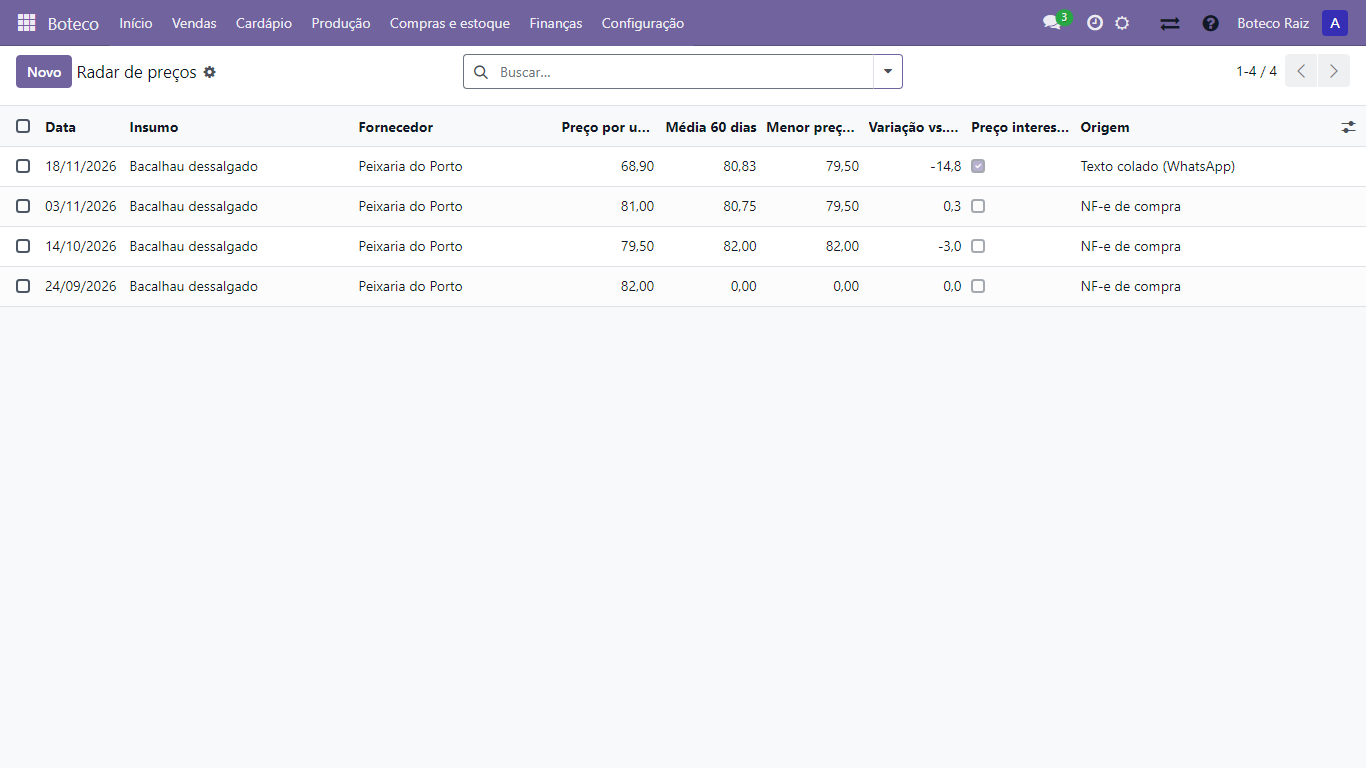 Boteco Início Vendas Cardápio Produção Compras e estoque Finanças Configuração 3 Boteco Raiz A
Novo Radar de preços Buscar... 1-4 / 4
Data Insumo Fornecedor Preço por u... Média 60 dias Menor preç... Variação vs.... Preço interes... Origem
18/11/2026 Bacalhau dessalgado Peixaria do Porto 68,90 80,83 79,50 -14,8 Texto colado (WhatsApp)
03/11/2026 Bacalhau dessalgado Peixaria do Porto 81,00 80,75 79,50 0,3 NF-e de compra
14/10/2026 Bacalhau dessalgado Peixaria do Porto 79,50 82,00 82,00 -3,0 NF-e de compra
24/09/2026 Bacalhau dessalgado Peixaria do Porto 82,00 0,00 0,00 0,0 NF-e de compra